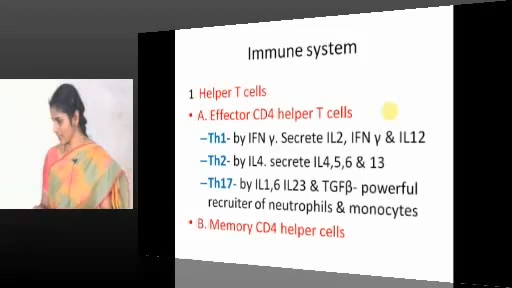 Immune system
1 Helper T cells
• A. Effector CD4 helper T cells
–Th1- by IFN γ. Secrete IL2, IFN γ & IL12
–Th2- by IL4. secrete IL4,5,6 & 13
–Th17- by IL1,6 IL23 & TGFβ- powerful
recruiter of neutrophils & monocytes
• B. Memory CD4 helper cells